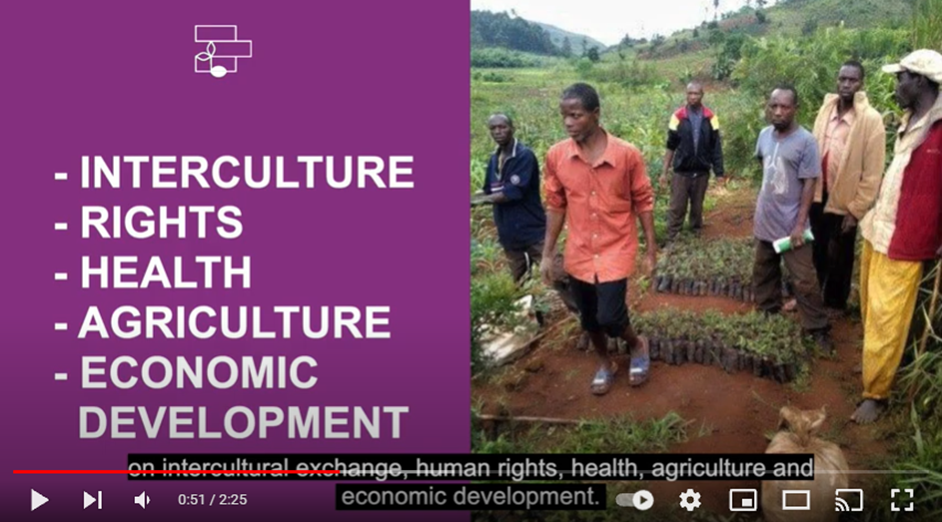 - INTERCULTURE
- RIGHTS
- HEALTH
- AGRICULTURE
- ECONOMIC
DEVELOPMENT
on intercultural exchange, human rights, health, agriculture and
economic development.
0:51 / 2:25